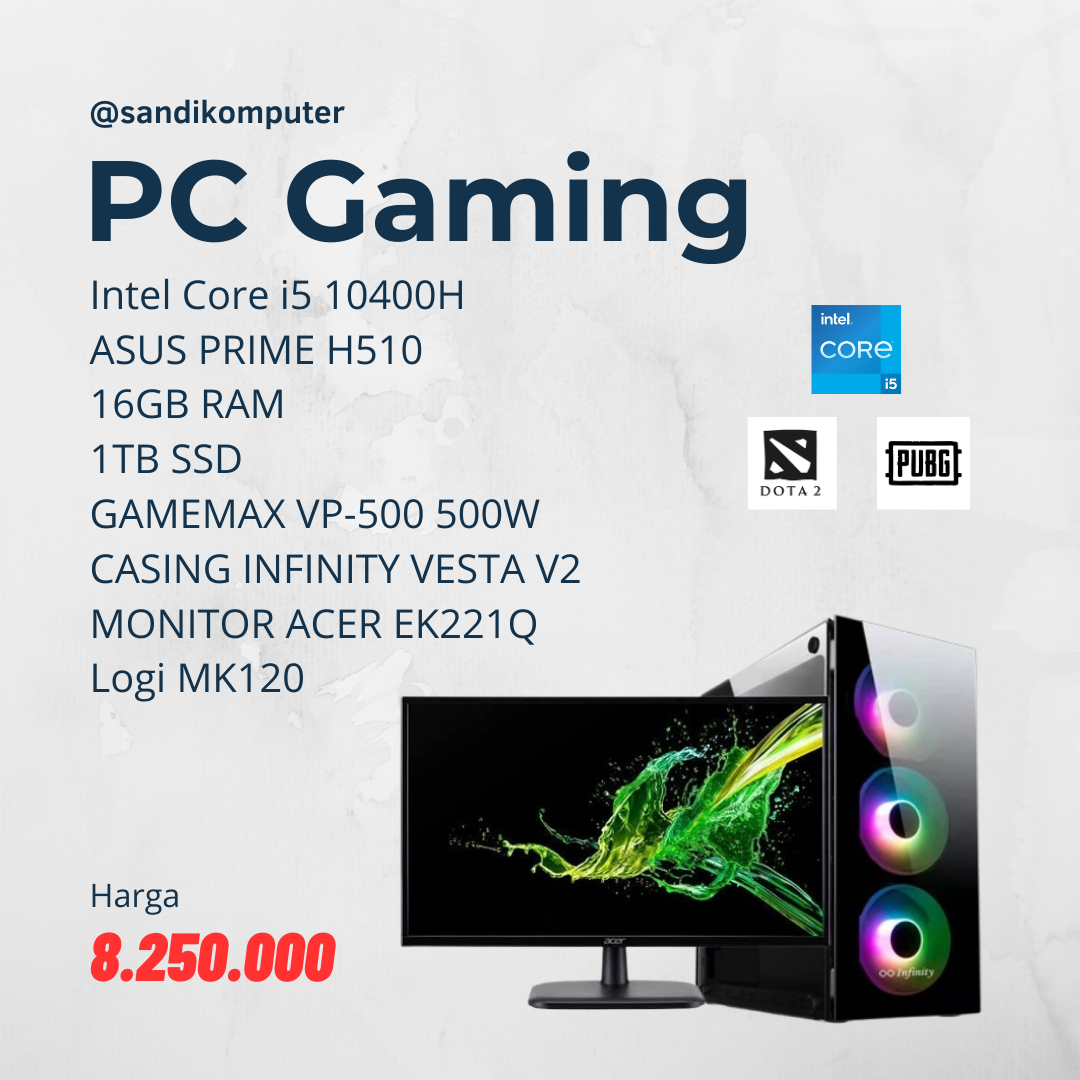 @sandikomputer
PC Gaming
Intel Core i5 10400H
ASUS PRIME H510
16GB RAM
1TB SSD
GAMEMAX VP-500 500W
CASING INFINITY VESTA V2
MONITOR ACER EK221Q
Logi MK120
intel.
CORE
i5
DOTA 2
PUBG
acer
Infinity
Harga
8.250.000